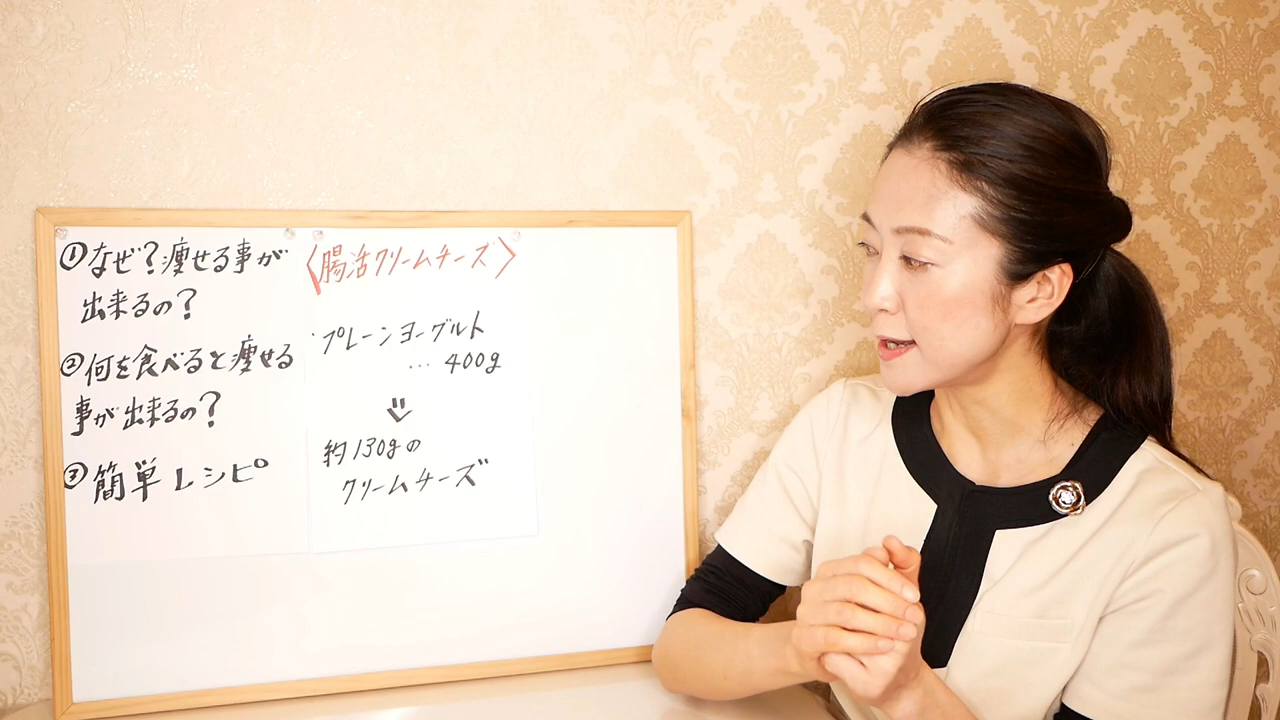 ①なぜ?痩せる事が
出来るの?
②何を食べると痩せる
事が出来るの?
③簡単レシピ
〈腸活クリームチーズ〉
・プレーンヨーグルト
… 400g
⇓
約130gの
クリームチーズ